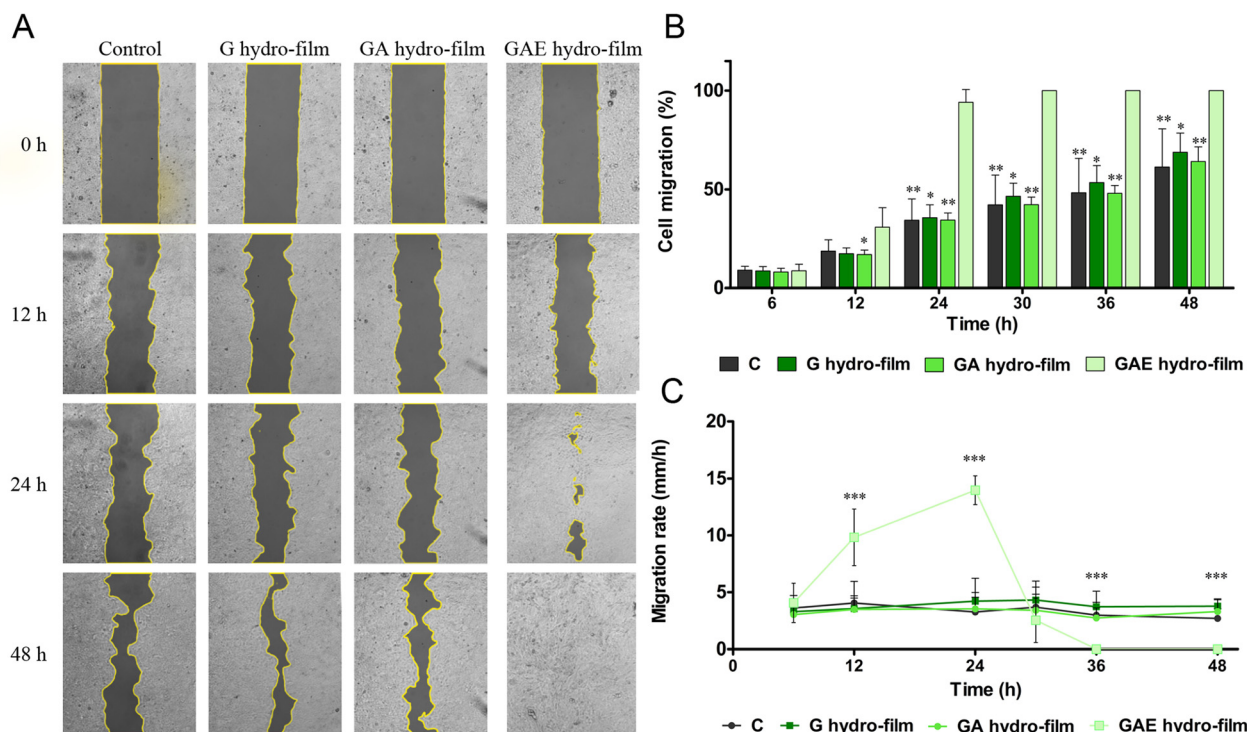 A
Control
G hydro-film
GA hydro-film
GAE hydro-film
0 h
12 h
24 h
48 h
B
Cell migration (%)
100
50
0
** * **
** * **
** * **
** * **
*
6 12 24 30 36 48
Time (h)
C G hydro-film GA hydro-film GAE hydro-film
C
Migration rate (mm/h)
20
15
10
5
0
*** *** *** ***
0 12 24 36 48
Time (h)
C G hydro-film GA hydro-film GAE hydro-film